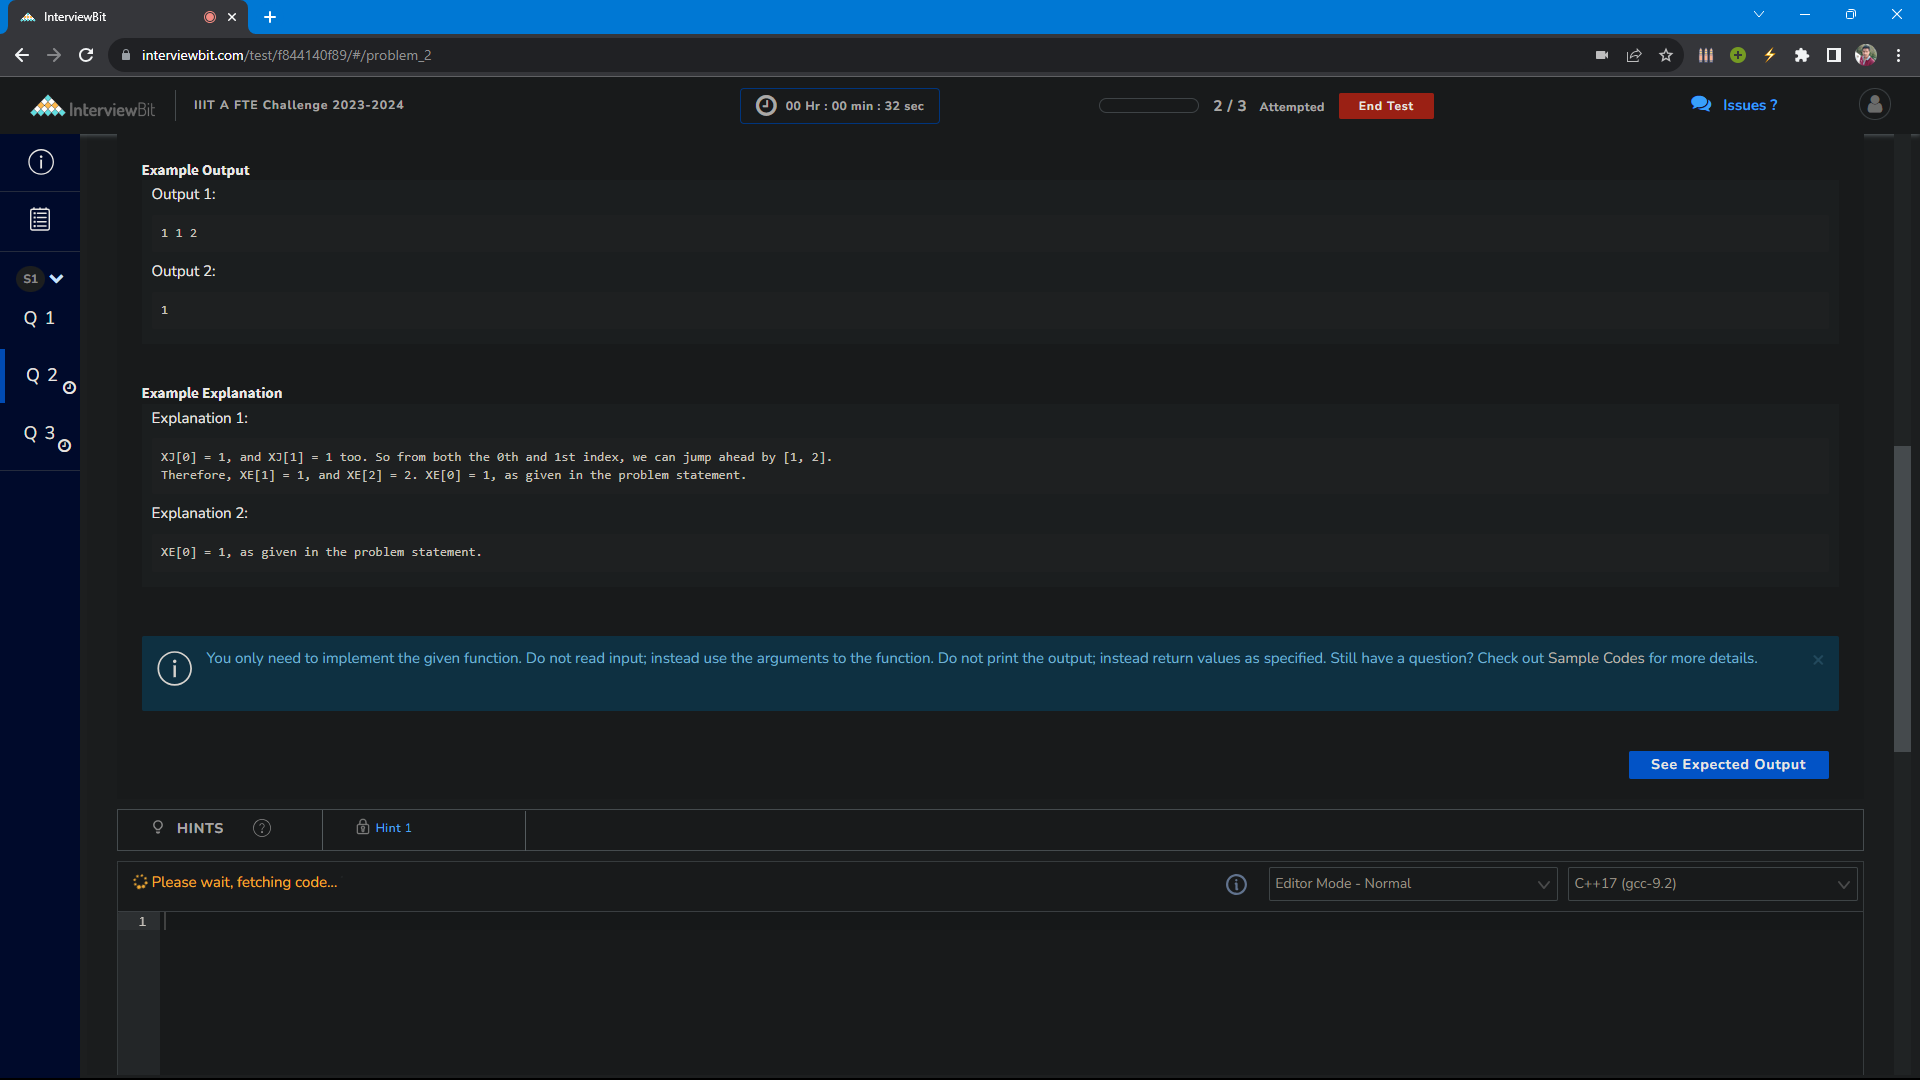 InterviewBit
interviewbit.com/test/f844140f89/#/problem_2
InterviewBit
IIIT A FTE Challenge 2023-2024
00 Hr : 00 min : 32 sec
2 / 3 Attempted
End Test
Issues ?
S1
Q 1
Q 2
Q 3
Example Output
Output 1:
1 1 2
Output 2:
1
Example Explanation
Explanation 1:
XJ[0] = 1, and XJ[1] = 1 too. So from both the 0th and 1st index, we can jump ahead by [1, 2].
Therefore, XE[1] = 1, and XE[2] = 2. XE[0] = 1, as given in the problem statement.
Explanation 2:
XE[0] = 1, as given in the problem statement.
You only need to implement the given function. Do not read input; instead use the arguments to the function. Do not print the output; instead return values as specified. Still have a question? Check out Sample Codes for more details.
See Expected Output
HINTS ?
Hint 1
Please wait, fetching code...
Editor Mode - Normal
C++17 (gcc-9.2)
1